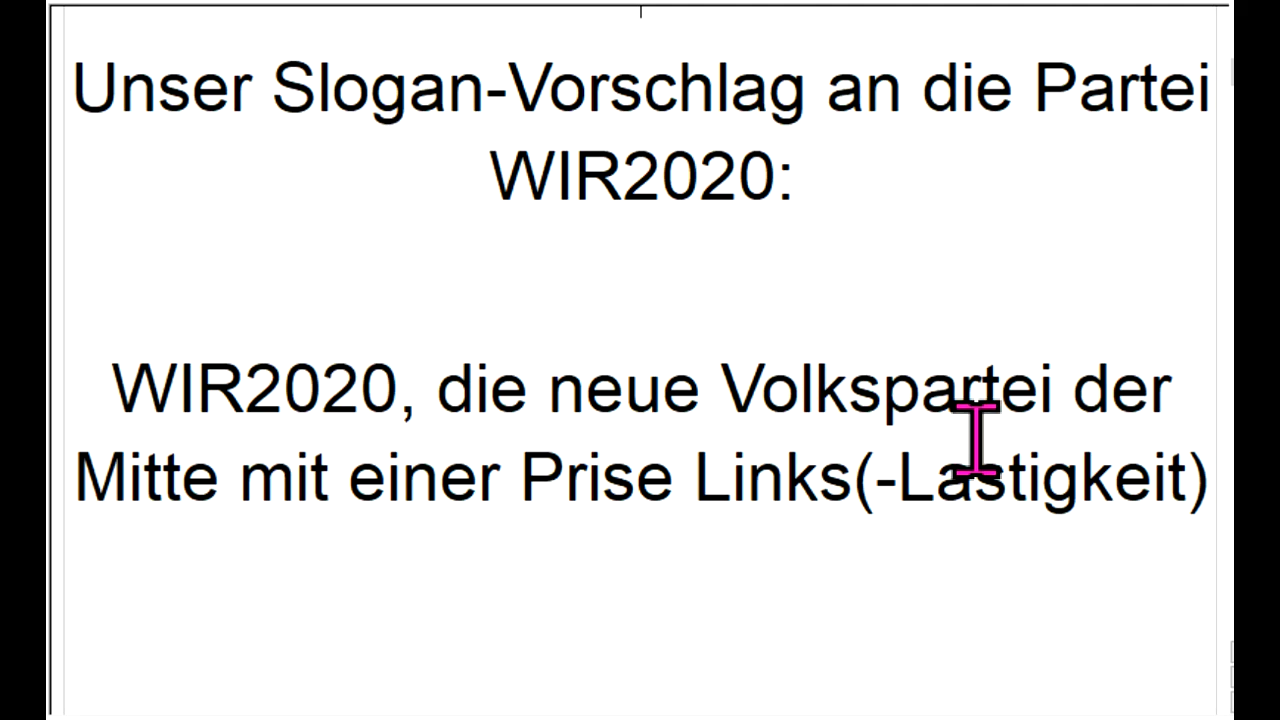 Unser Slogan-Vorschlag an die Partei
WIR2020:
WIR2020, die neue Volkspartei der
Mitte mit einer Prise Links(-Lastigkeit)